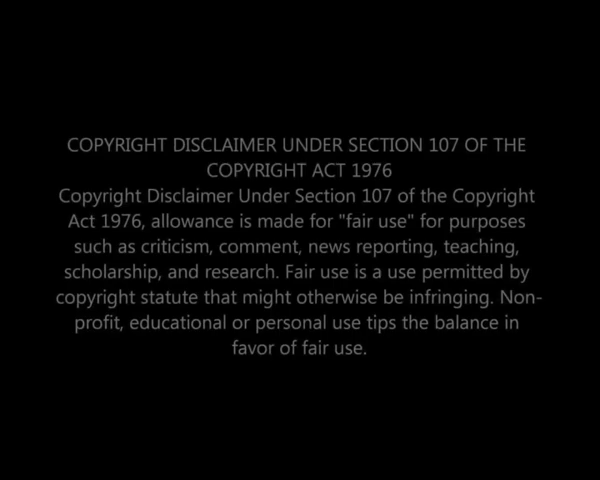 COPYRIGHT DISCLAIMER UNDER SECTION 107 OF THE
COPYRIGHT ACT 1976
Copyright Disclaimer Under Section 107 of the Copyright
Act 1976, allowance is made for "fair use" for purposes
such as criticism, comment, news reporting, teaching,
scholarship, and research. Fair use is a use permitted by
copyright statute that might otherwise be infringing. Non-
profit, educational or personal use tips the balance in
favor of fair use.